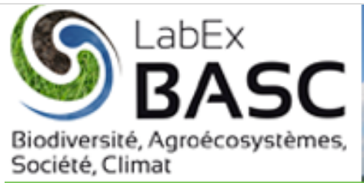 LabEx
BASC
Biodiversité, Agroécosystèmes,
Société, Climat